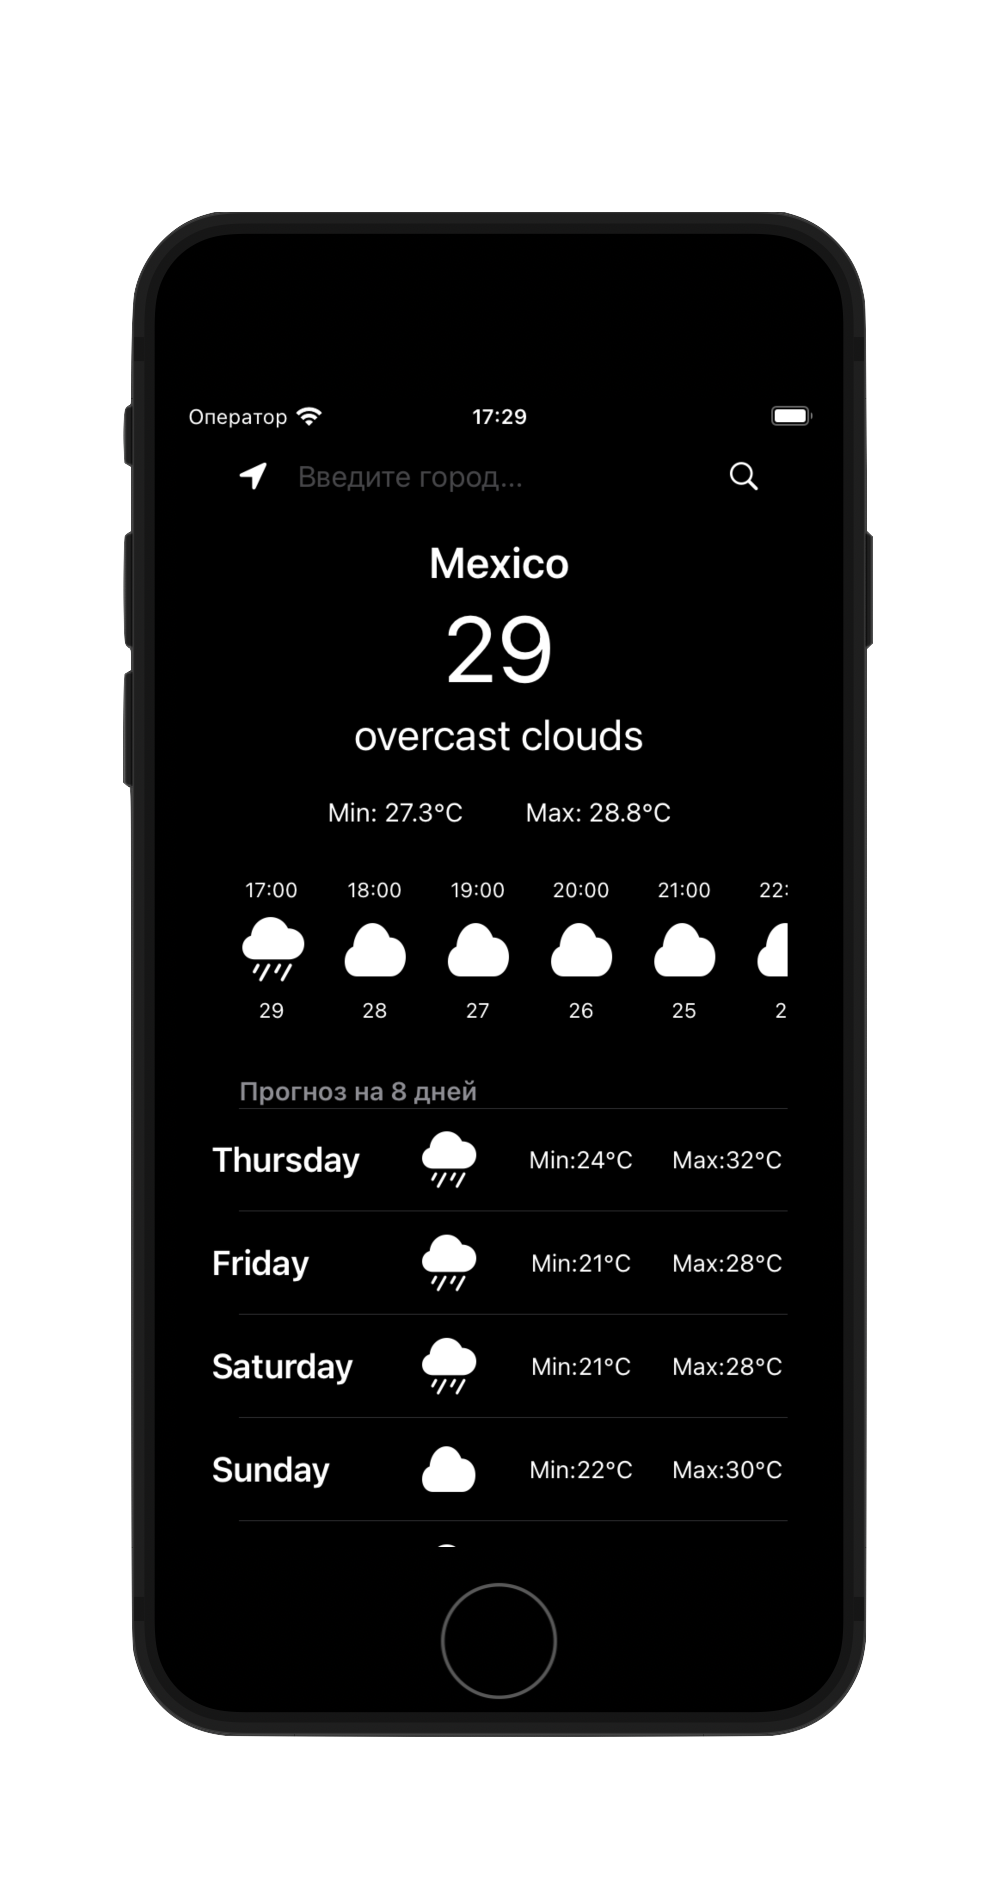 Оператор 17:29
Введите город...
Mexico
29
overcast clouds
Min: 27.3°C Max: 28.8°C
17:00 18:00 19:00 20:00 21:00 22:
29 28 27 26 25 2
Прогноз на 8 дней
Thursday Min:24°C Max:32°C
Friday Min:21°C Max:28°C
Saturday Min:21°C Max:28°C
Sunday Min:22°C Max:30°C